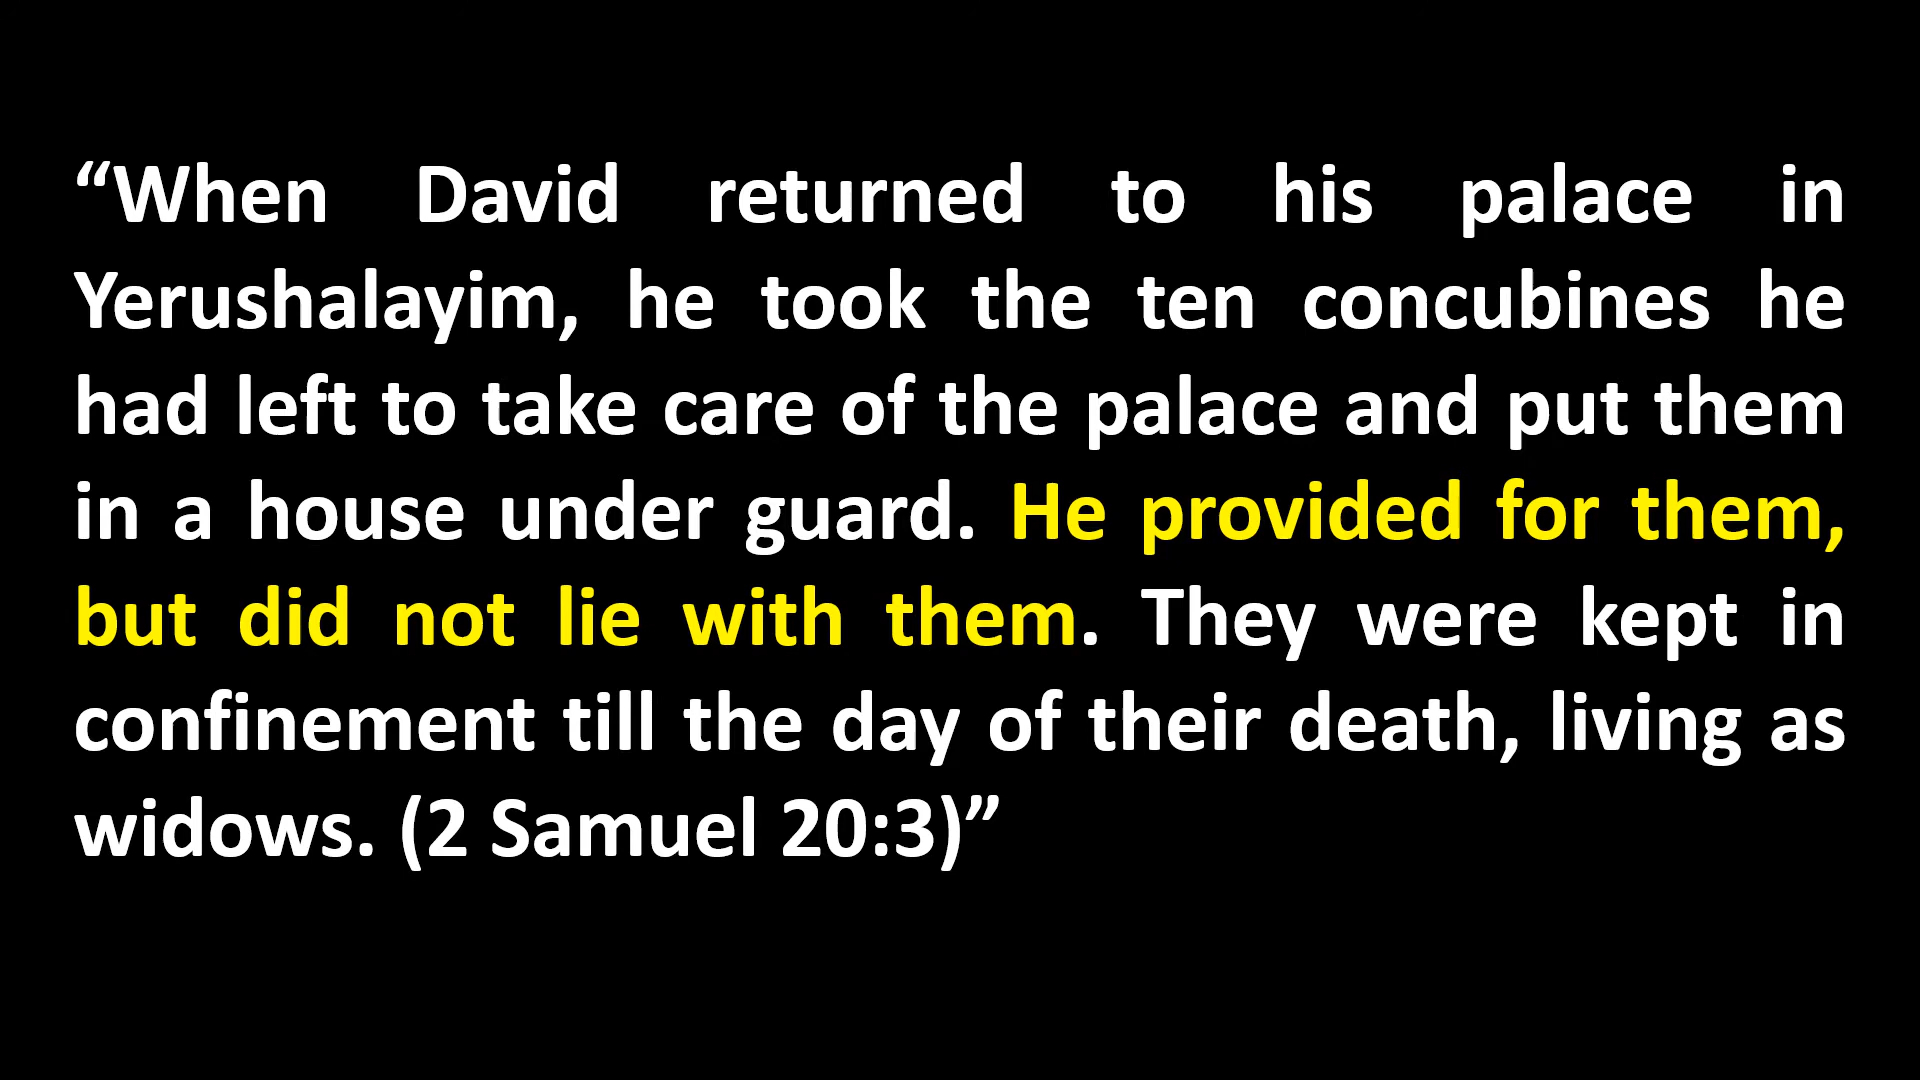 “When David returned to his palace in
Yerushalayim, he took the ten concubines he
had left to take care of the palace and put them
in a house under guard. He provided for them,
but did not lie with them. They were kept in
confinement till the day of their death, living as
widows. (2 Samuel 20:3)”